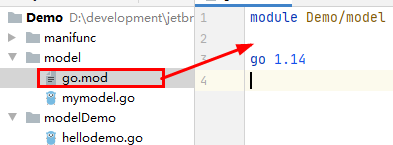 Demo D:\development\jetbr
manifunc
model
go.mod
mymodel.go
modelDemo
hellodemo.go
1 module Demo/model
2
3 go 1.14
4